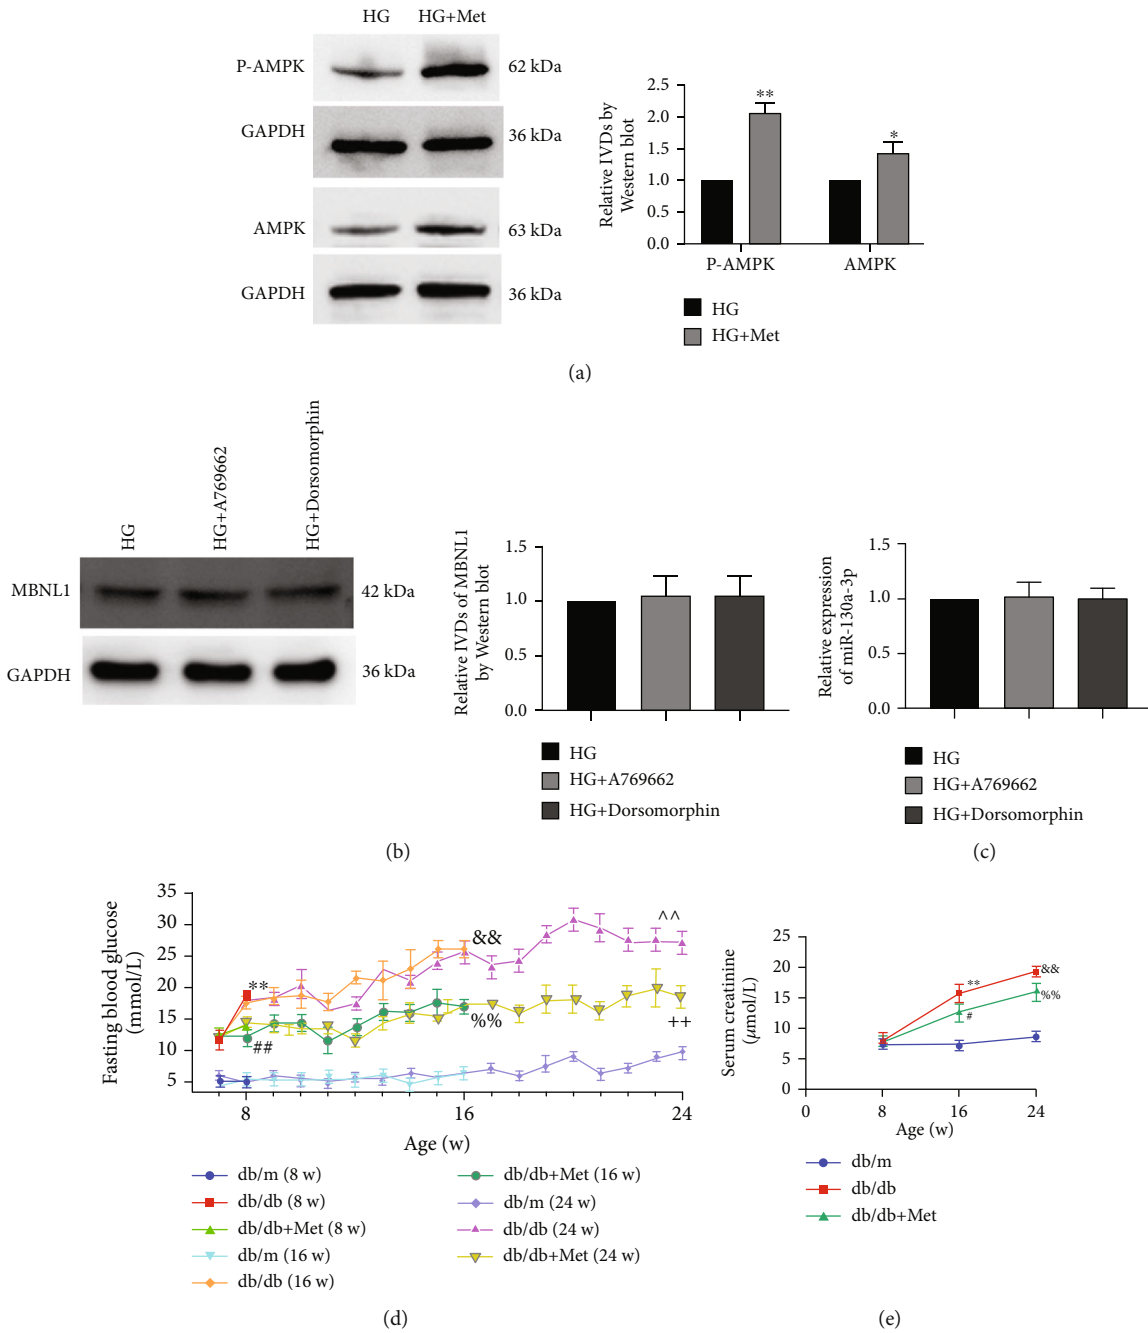 HG HG+Met
P-AMPK 62 kDa
GAPDH 36 kDa
AMPK 63 kDa
GAPDH 36 kDa
Relative IVDs by
Western blot
2.5
2.0
1.5
1.0
0.5
0.0
** *
P-AMPK AMPK
HG
HG+Met
(a)
HG HG+A769662 HG+Dorsomorphin
MBNL1 42 kDa
GAPDH 36 kDa
Relative IVDs of MBNL1
by Western blot
1.5
1.0
0.5
0.0
HG
HG+A769662
HG+Dorsomorphin
(b)
Relative expression
of miR-130a-3p
1.5
1.0
0.5
0.0
HG
HG+A769662
HG+Dorsomorphin
(c)
Fasting blood glucose
(mmol/L)
35
30
25
20
15
10
5
** ## && %% ^^ ++
8 16 24
Age (w)
db/m (8 w)
db/db (8 w)
db/db+Met (8 w)
db/m (16 w)
db/db (16 w)
db/db+Met (16 w)
db/m (24 w)
db/db (24 w)
db/db+Met (24 w)
(d)
Serum creatinine
(μmol/L)
25
20
15
10
5
0
** # && %%
0 8 16 24
Age (w)
db/m
db/db
db/db+Met
(e)